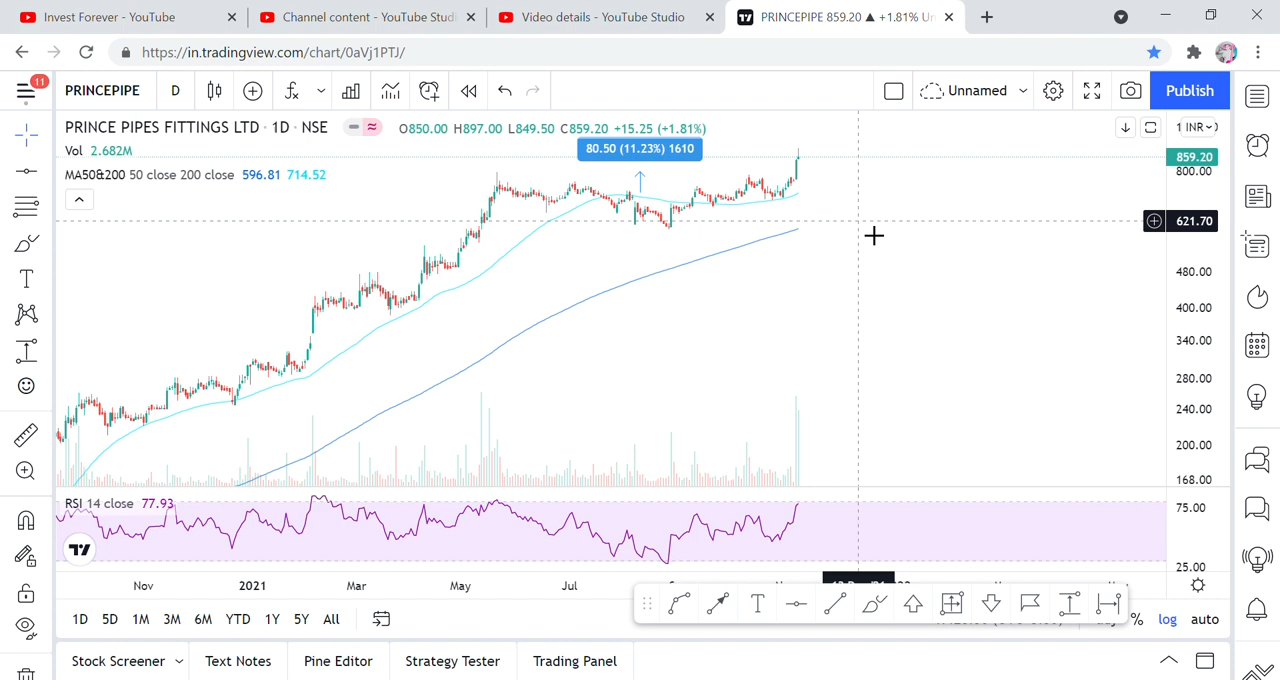 Invest Forever - YouTube
Channel content - YouTube Studi
Video details - YouTube Studio
PRINCEPIPE 859.20 ▲ +1.81% Un
https://in.tradingview.com/chart/0aVj1PTJ/
11
PRINCEPIPE
D
Unnamed
Publish
PRINCE PIPES FITTINGS LTD · 1D · NSE
O850.00 H897.00 L849.50 C859.20 +15.25 (+1.81%)
1 INR
Vol 2.682M
80.50 (11.23%) 1610
859.20
MA50&200 50 close 200 close 596.81 714.52
800.00
621.70
480.00
400.00
340.00
280.00
240.00
200.00
168.00
RSI 14 close 77.93
75.00
25.00
Nov 2021 Mar May Jul
1D 5D 1M 3M 6M YTD 1Y 5Y All
% log auto
Stock Screener Text Notes Pine Editor Strategy Tester Trading Panel